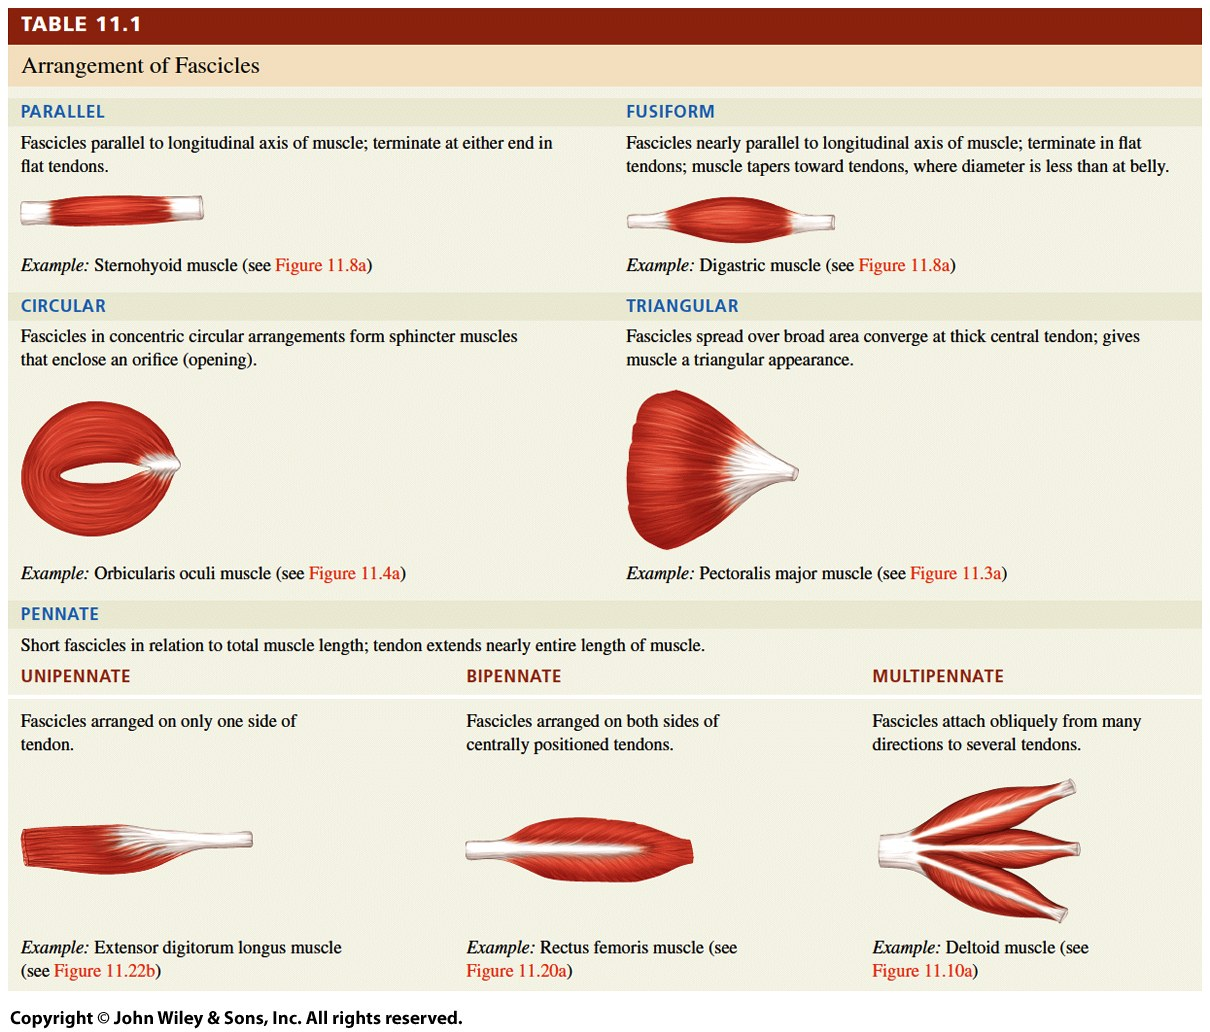 TABLE 11.1
Arrangement of Fascicles
PARALLEL
Fascicles parallel to longitudinal axis of muscle; terminate at either end in
flat tendons.
Example: Sternohyoid muscle (see Figure 11.8a)
FUSIFORM
Fascicles nearly parallel to longitudinal axis of muscle; terminate in flat
tendons; muscle tapers toward tendons, where diameter is less than at belly.
Example: Digastric muscle (see Figure 11.8a)
CIRCULAR
Fascicles in concentric circular arrangements form sphincter muscles
that enclose an orifice (opening).
Example: Orbicularis oculi muscle (see Figure 11.4a)
TRIANGULAR
Fascicles spread over broad area converge at thick central tendon; gives
muscle a triangular appearance.
Example: Pectoralis major muscle (see Figure 11.3a)
PENNATE
Short fascicles in relation to total muscle length; tendon extends nearly entire length of muscle.
UNIPENNATE
Fascicles arranged on only one side of
tendon.
Example: Extensor digitorum longus muscle
(see Figure 11.22b)
BIPENNATE
Fascicles arranged on both sides of
centrally positioned tendons.
Example: Rectus femoris muscle (see
Figure 11.20a)
MULTIPENNATE
Fascicles attach obliquely from many
directions to several tendons.
Example: Deltoid muscle (see
Figure 11.10a)
Copyright © John Wiley & Sons, Inc. All rights reserved.